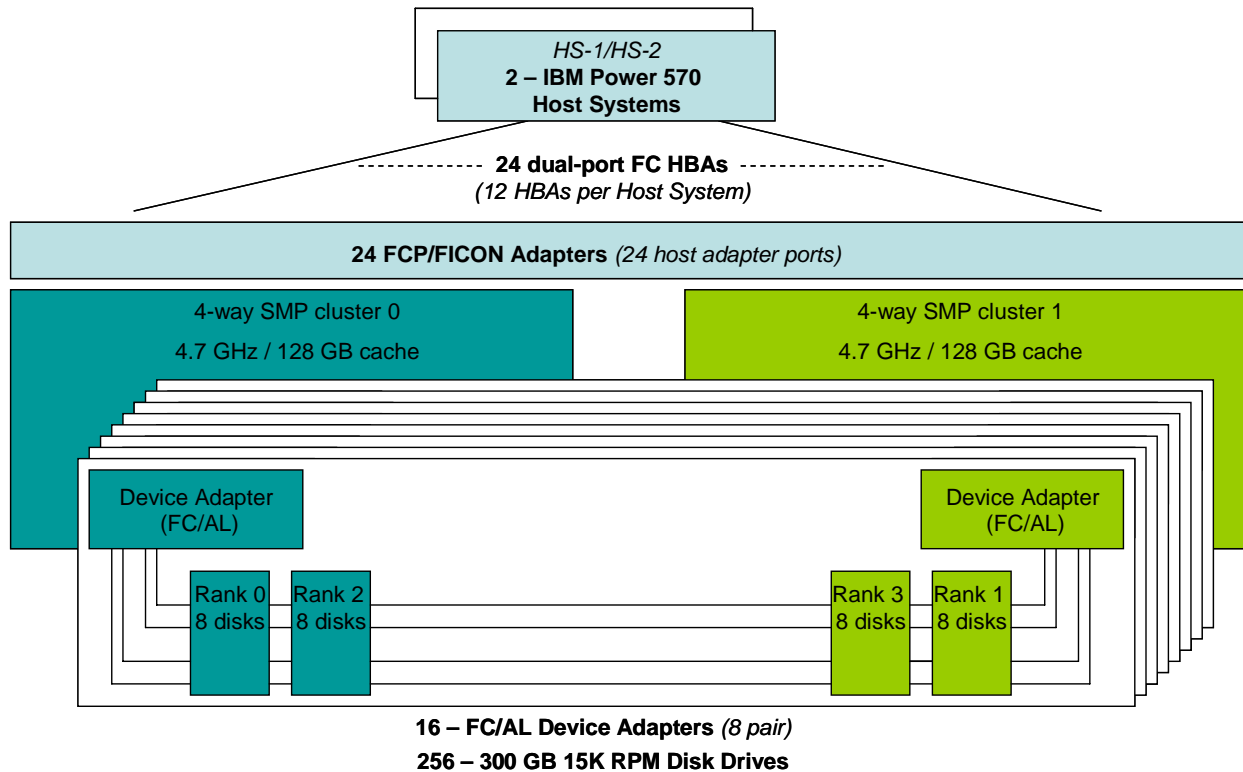 HS-1/HS-2
2 – IBM Power 570
Host Systems
24 dual-port FC HBAs
(12 HBAs per Host System)
24 FCP/FICON Adapters (24 host adapter ports)
4-way SMP cluster 0
4.7 GHz / 128 GB cache
4-way SMP cluster 1
4.7 GHz / 128 GB cache
Device Adapter
(FC/AL)
Device Adapter
(FC/AL)
Rank 0
8 disks
Rank 2
8 disks
Rank 3
8 disks
Rank 1
8 disks
16 – FC/AL Device Adapters (8 pair)
256 – 300 GB 15K RPM Disk Drives